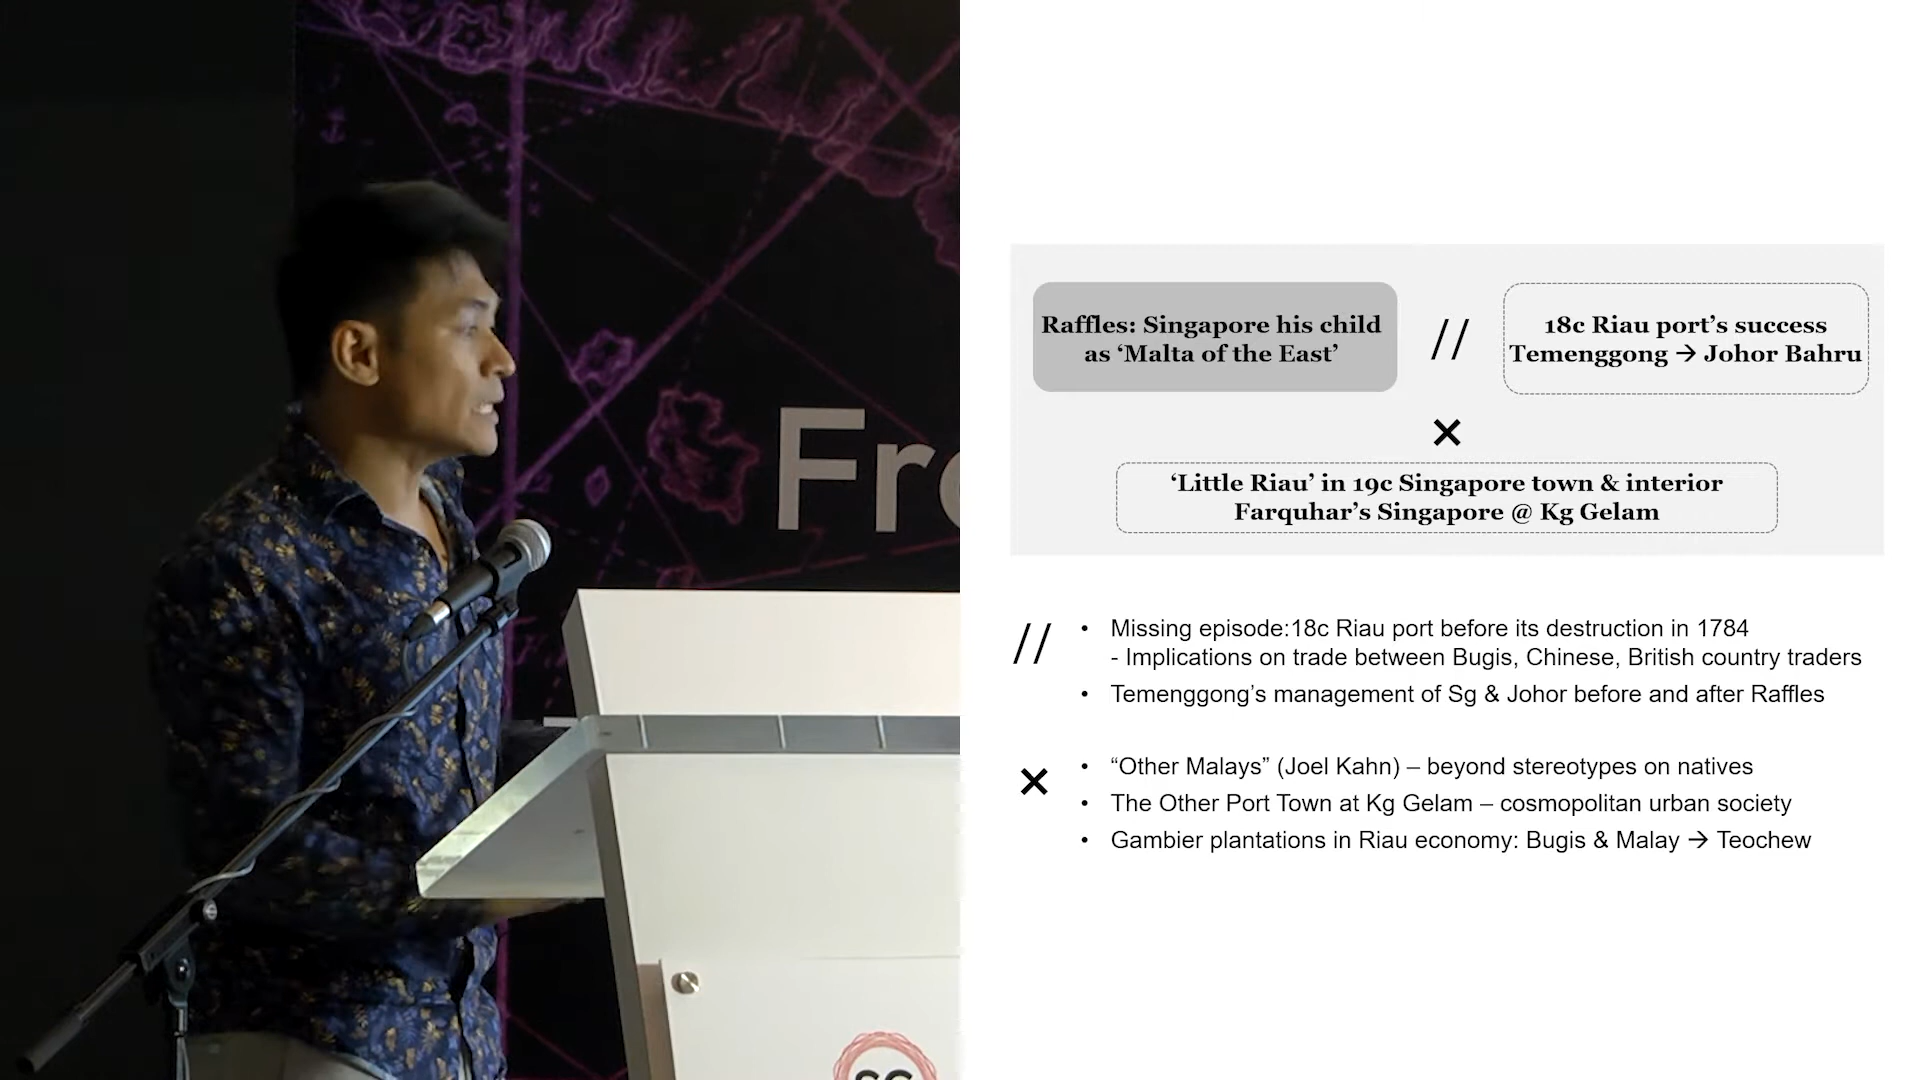 Fro
SG
Raffles: Singapore his child
as ‘Malta of the East’
//
18c Riau port’s success
Temenggong → Johor Bahru
×
‘Little Riau’ in 19c Singapore town & interior
Farquhar’s Singapore @ Kg Gelam
//
• Missing episode:18c Riau port before its destruction in 1784
- Implications on trade between Bugis, Chinese, British country traders
• Temenggong’s management of Sg & Johor before and after Raffles
×
• “Other Malays” (Joel Kahn) – beyond stereotypes on natives
• The Other Port Town at Kg Gelam – cosmopolitan urban society
• Gambier plantations in Riau economy: Bugis & Malay → Teochew